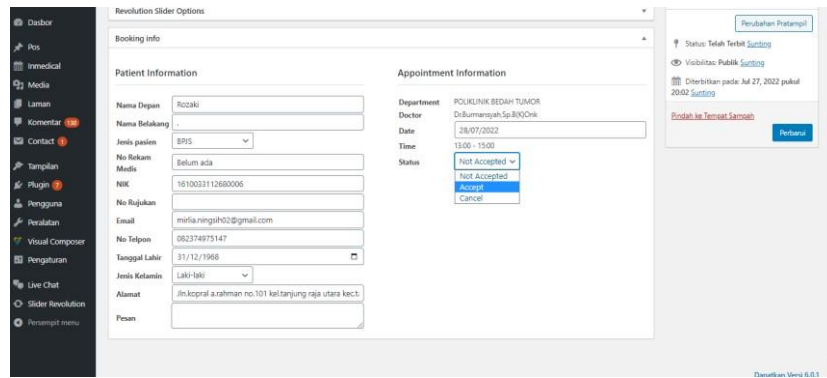 Dasbor
Pos
Inmedical
Media
Laman
Komentar 130
Contact 1
Tampilan
Plugin 7
Pengguna
Peralatan
Visual Composer
Pengaturan
Live Chat
Slider Revolution
Persempit menu
Revolution Slider Options
Booking info
Patient Information
Nama Depan Rozaki
Nama Belakang .
Jenis pasien BPJS
No Rekam Medis Belum ada
NIK 1610033112680006
No Rujukan
Email mirlia.ningsih02@gmail.com
No Telpon 082374975147
Tanggal Lahir 31/12/1968
Jenis Kelamin Laki-laki
Alamat Jln.kopral a.rahman no.101 kel.tanjung raja utara kec.t
Pesan
Appointment Information
Department POLIKLINIK BEDAH TUMOR
Doctor Dr.Burmansyah,Sp.B(K)Onk
Date 28/07/2022
Time 13:00 - 15:00
Status Not Accepted
Not Accepted
Accept
Cancel
Perubahan Pratampil
Status: Telah Terbit Sunting
Visibilitas: Publik Sunting
Diterbitkan pada: Jul 27, 2022 pukul
20:02 Sunting
Pindah ke Tempat Sampah
Perbarui
Dapatkan Versi 6.0.1